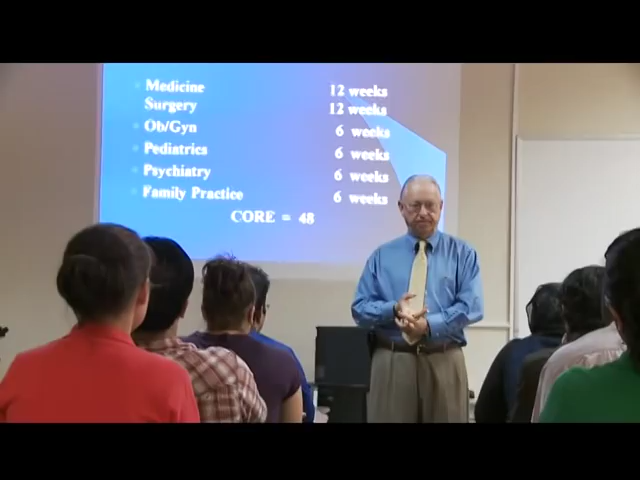 Medicine 12 weeks
Surgery 12 weeks
Ob/Gyn 6 weeks
Pediatrics 6 weeks
Psychiatry 6 weeks
Family Practice 6 weeks
CORE = 48